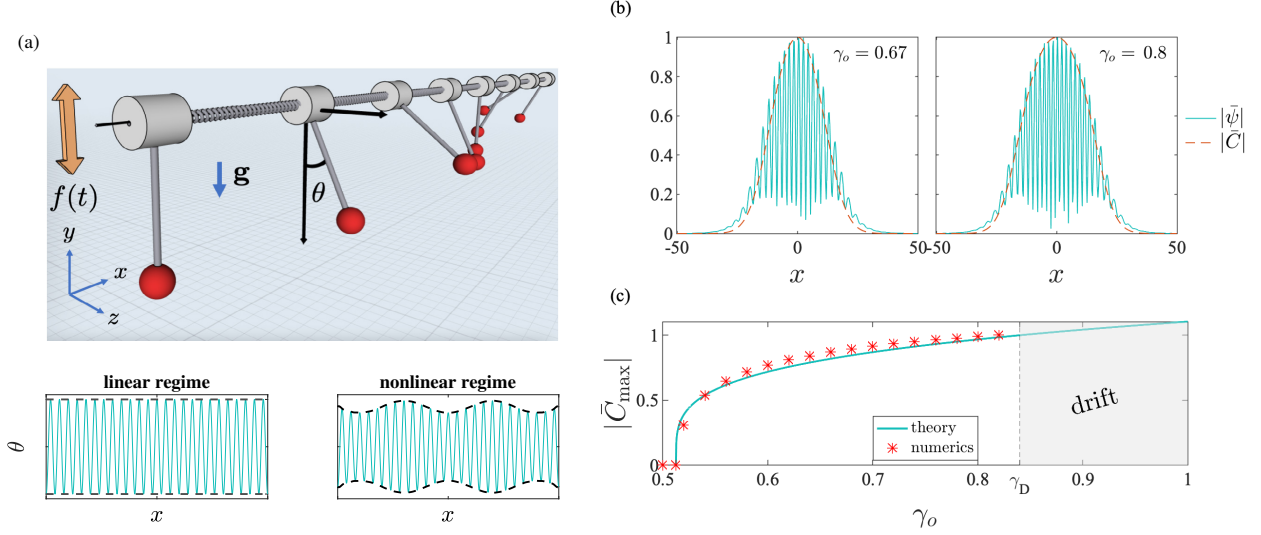 (a)
f(t)
g
θ
y
x
z
linear regime
nonlinear regime
θ
x
x
(b)
γₒ = 0.67
γₒ = 0.8
1
0.8
0.6
0.4
0.2
0
-50
0
50
-50
0
50
x
x
|ψ̄|
|C̄|
(c)
|C̄max|
1
0.5
0
drift
theory
numerics
0.5
0.6
0.7
0.8
γD
0.9
1
γₒ